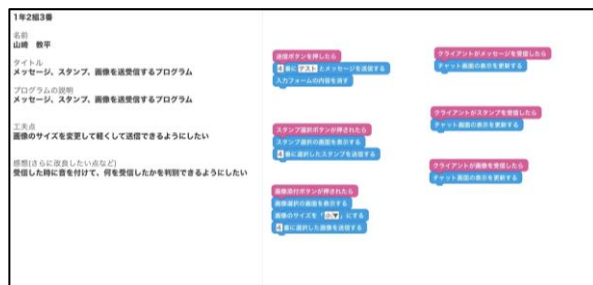 1年2組3番
名前
山崎 数平
タイトル
メッセージ、スタンプ、画像を送受信するプログラム
プログラムの説明
メッセージ、スタンプ、画像を送受信するプログラム
工夫点
画像のサイズを変更して軽くして送信できるようにしたい
感想(さらに改良したい点など)
受信した時に音を付けて、何を受信したかを判別できるようにしたい
送信ボタンを押したら
4 番に テスト とメッセージを送信する
入力フォームの内容を消す
スタンプ選択ボタンが押されたら
スタンプ選択の画面を表示する
4 番に選択したスタンプを送信する
画像添付ボタンが押されたら
画像選択の画面を表示する
画像のサイズを「小▼」にする
4 番に選択した画像を送信する
クライアントがメッセージを受信したら
チャット画面の表示を更新する
クライアントがスタンプを受信したら
チャット画面の表示を更新する
クライアントが画像を受信したら
チャット画面の表示を更新する